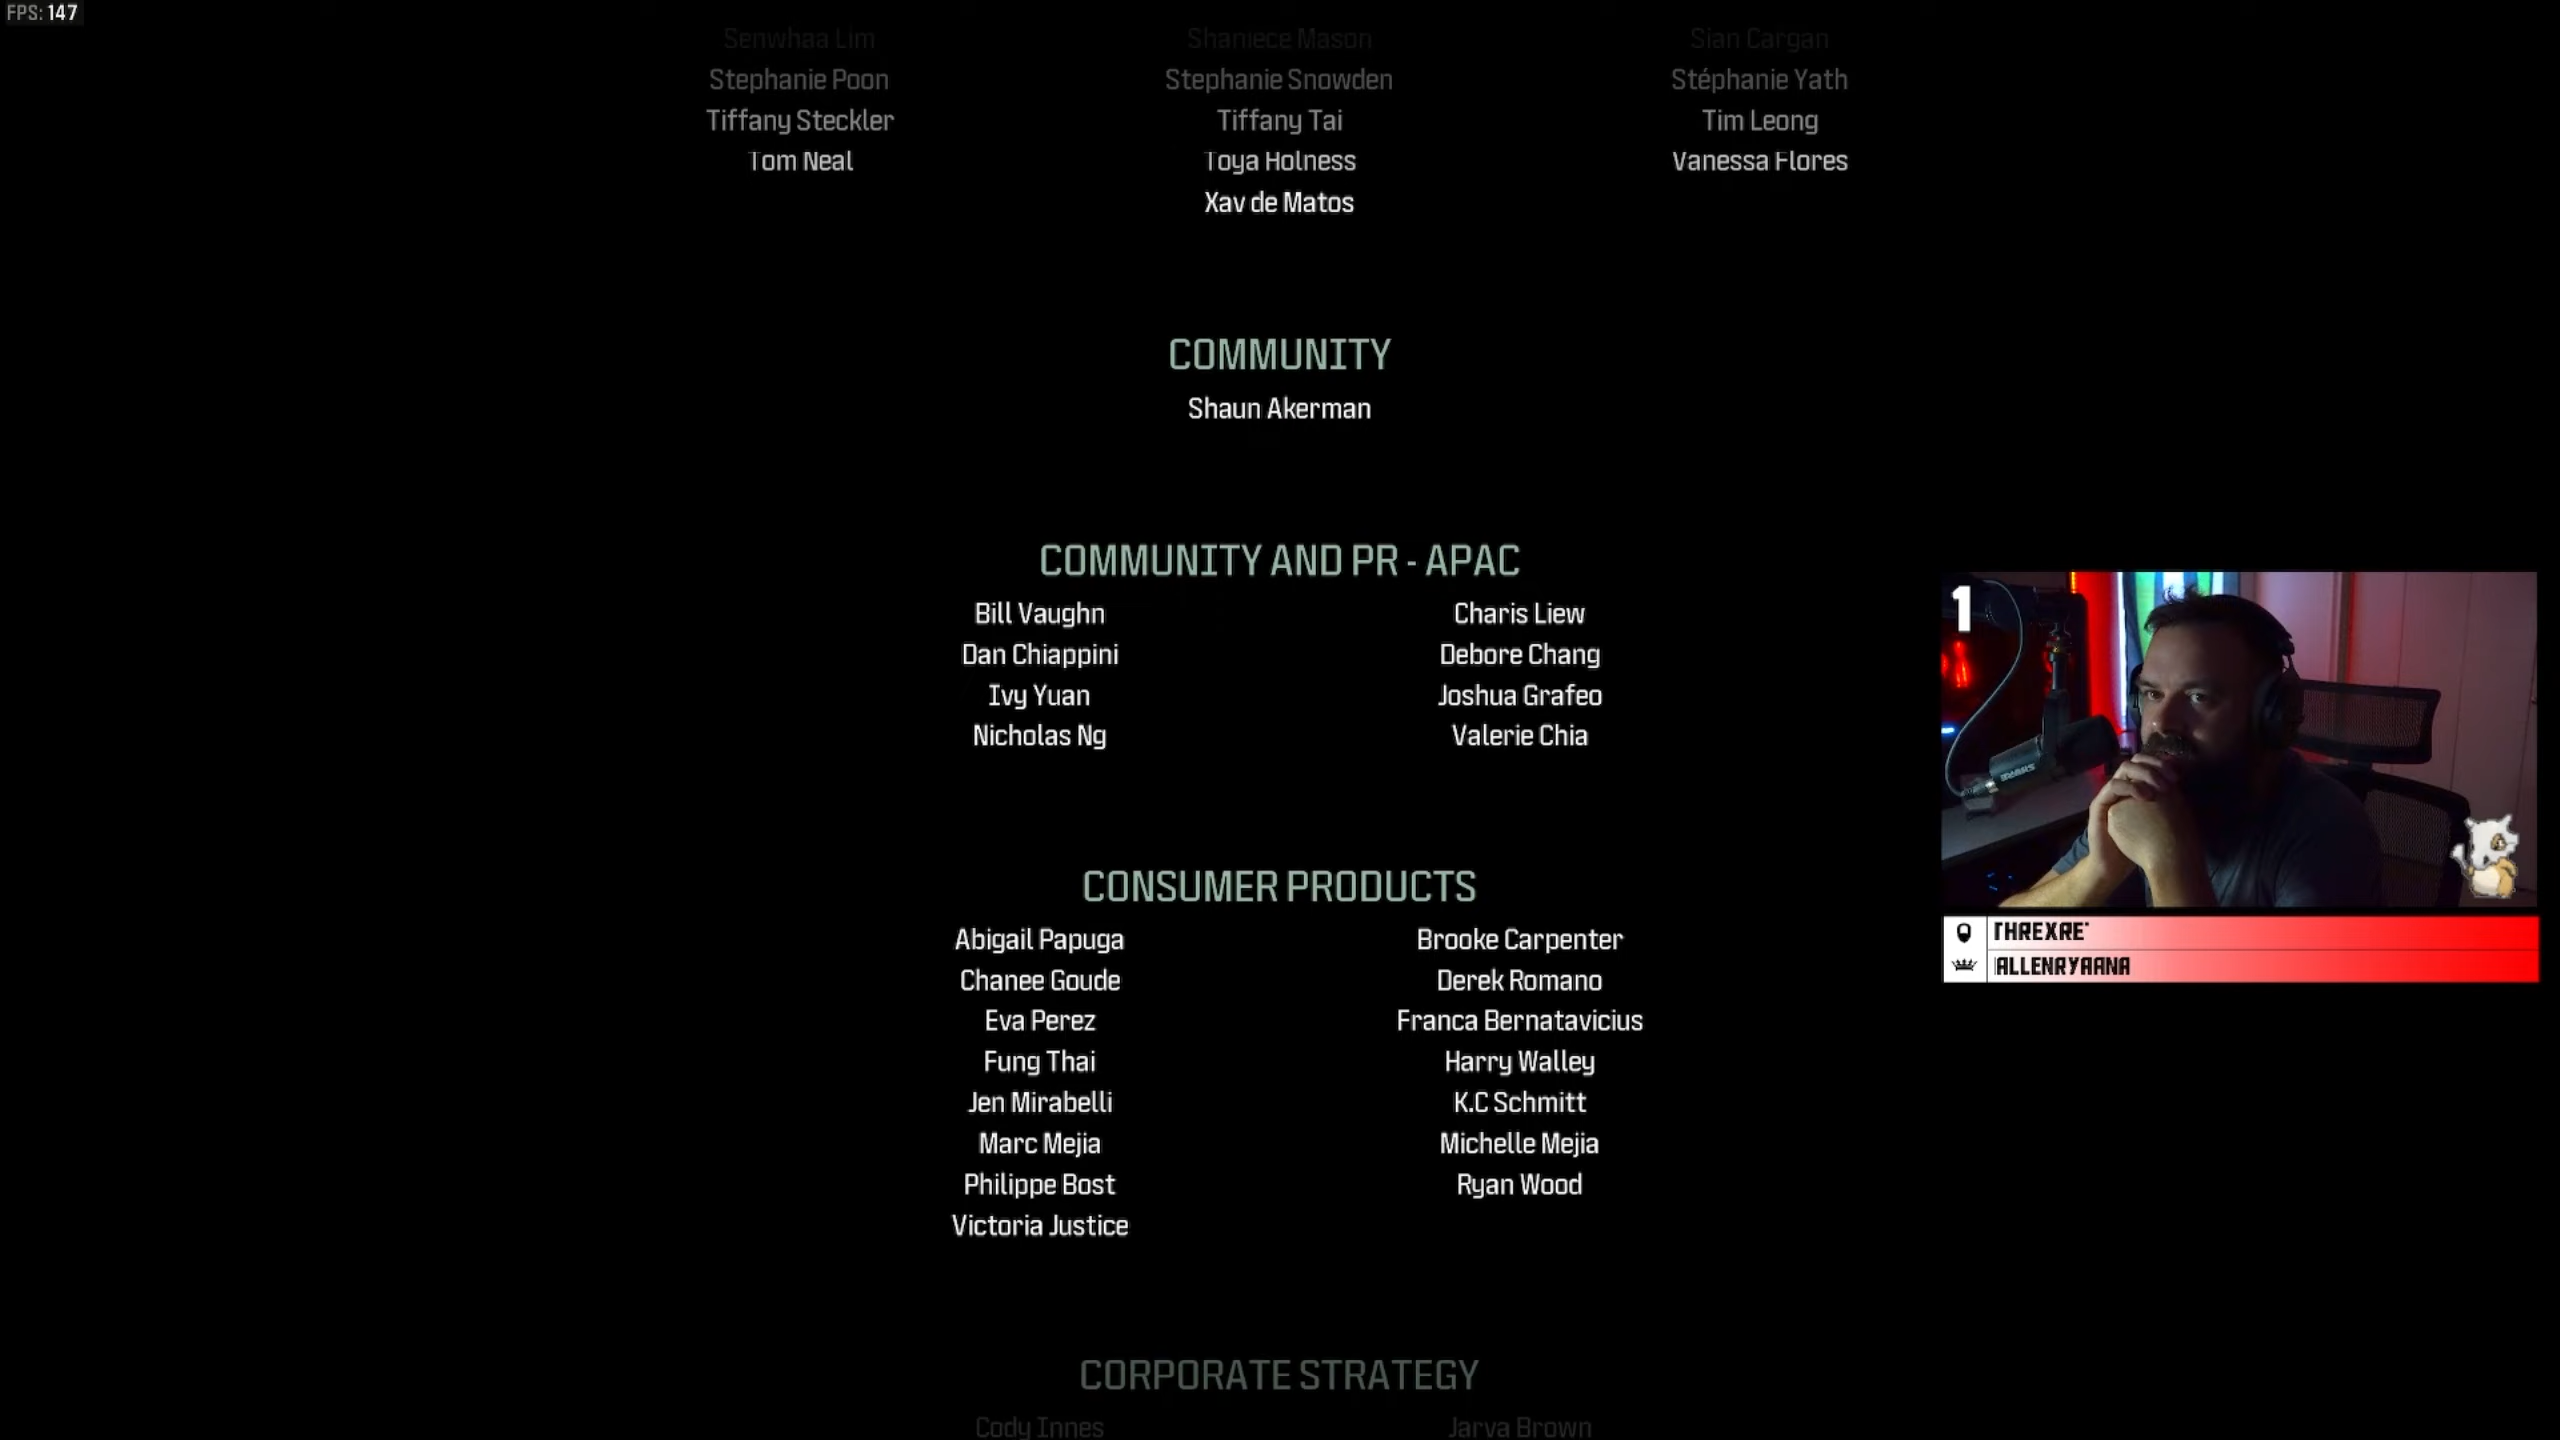 FPS: 147
Senwhaa Lim Shaniece Mason Sian Cargan
Stephanie Poon Stephanie Snowden Stéphanie Yath
Tiffany Steckler Tiffany Tai Tim Leong
Tom Neal Toya Holness Vanessa Flores
Xav de Matos
COMMUNITY
Shaun Akerman
COMMUNITY AND PR - APAC
Bill Vaughn Charis Liew
Dan Chiappini Debore Chang
Ivy Yuan Joshua Grafeo
Nicholas Ng Valerie Chia
1
CONSUMER PRODUCTS
Abigail Papuga Brooke Carpenter
Chanee Goude Derek Romano
Eva Perez Franca Bernatavicius
Fung Thai Harry Walley
Jen Mirabelli K.C Schmitt
Marc Mejia Michelle Mejia
Philippe Bost Ryan Wood
Victoria Justice
THREXRE
ALLENRYAANA
CORPORATE STRATEGY
Cody Innes Jarva Brown